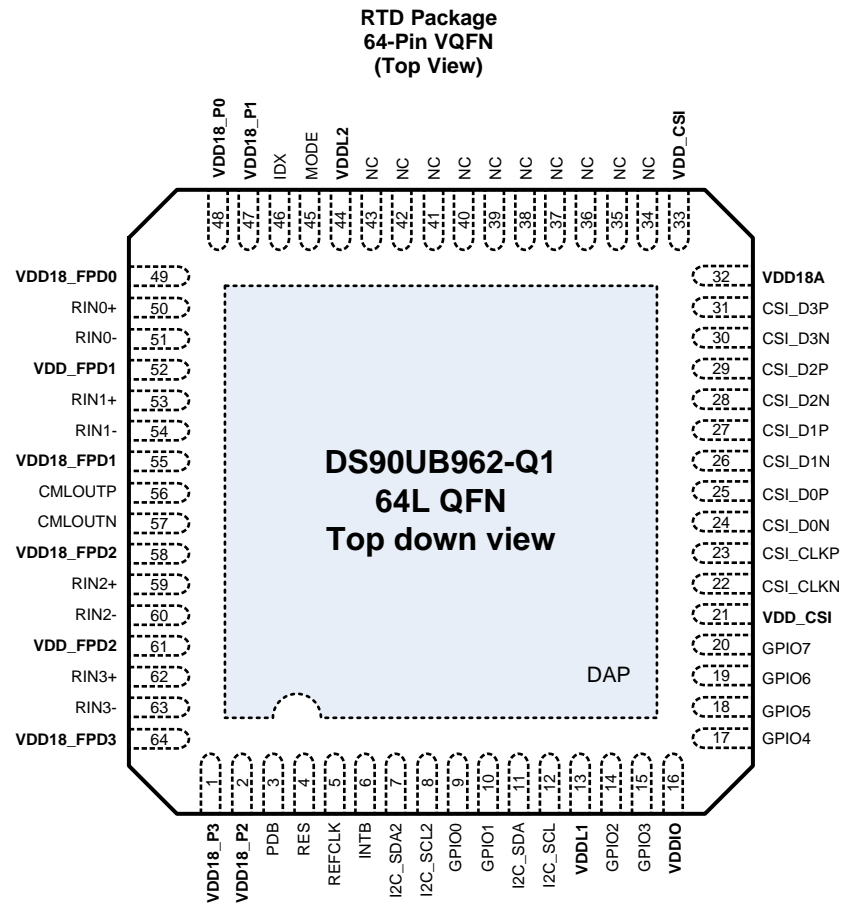 RTD Package
64-Pin VQFN
(Top View)
VDD18_P0
VDD18_P1
IDX
MODE
VDDL2
NC
NC
NC
NC
NC
NC
NC
NC
NC
NC
VDD_CSI
48
47
46
45
44
43
42
41
40
39
38
37
36
35
34
33
VDD18_FPD0 49
RIN0+ 50
RIN0- 51
VDD_FPD1 52
RIN1+ 53
RIN1- 54
VDD18_FPD1 55
CMLOUTP 56
CMLOUTN 57
VDD18_FPD2 58
RIN2+ 59
RIN2- 60
VDD_FPD2 61
RIN3+ 62
RIN3- 63
VDD18_FPD3 64
DS90UB962-Q1
64L QFN
Top down view
DAP
32 VDD18A
31 CSI_D3P
30 CSI_D3N
29 CSI_D2P
28 CSI_D2N
27 CSI_D1P
26 CSI_D1N
25 CSI_D0P
24 CSI_D0N
23 CSI_CLKP
22 CSI_CLKN
21 VDD_CSI
20 GPIO7
19 GPIO6
18 GPIO5
17 GPIO4
1
2
3
4
5
6
7
8
9
10
11
12
13
14
15
16
VDD18_P3
VDD18_P2
PDB
RES
REFCLK
INTB
I2C_SDA2
I2C_SCL2
GPIO0
GPIO1
I2C_SDA
I2C_SCL
VDDL1
GPIO2
GPIO3
VDDIO